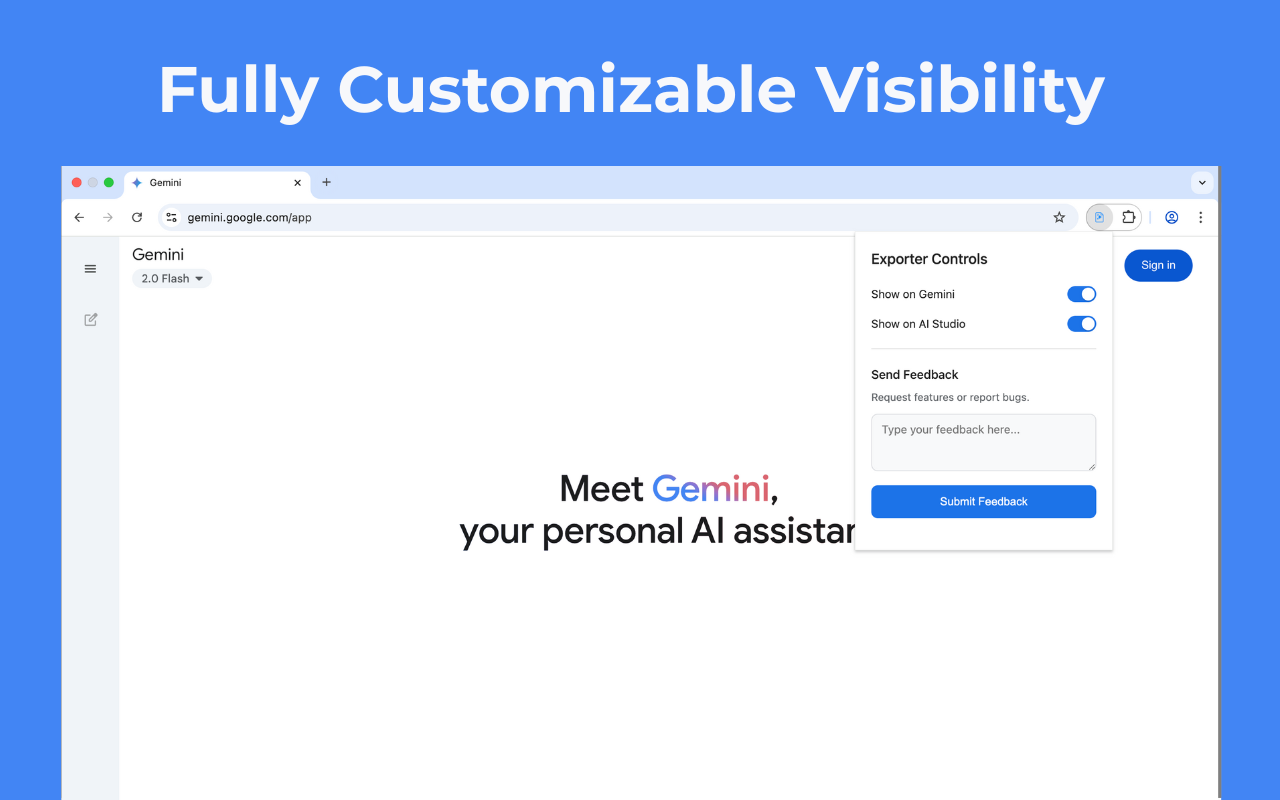 Fully Customizable Visibility
Gemini
gemini.google.com/app
Gemini
2.0 Flash
Sign in
Exporter Controls
Show on Gemini
Show on AI Studio
Send Feedback
Request features or report bugs.
Type your feedback here...
Submit Feedback
Meet Gemini,
your personal AI assistan